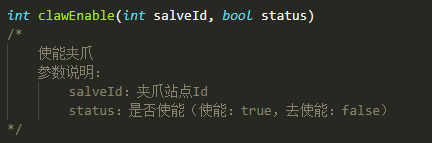 int clawEnable(int salveId, bool status)
/*
使能夹爪
参数说明:
salveId：夹爪站点Id
status：是否使能（使能：true，去使能：false）
*/